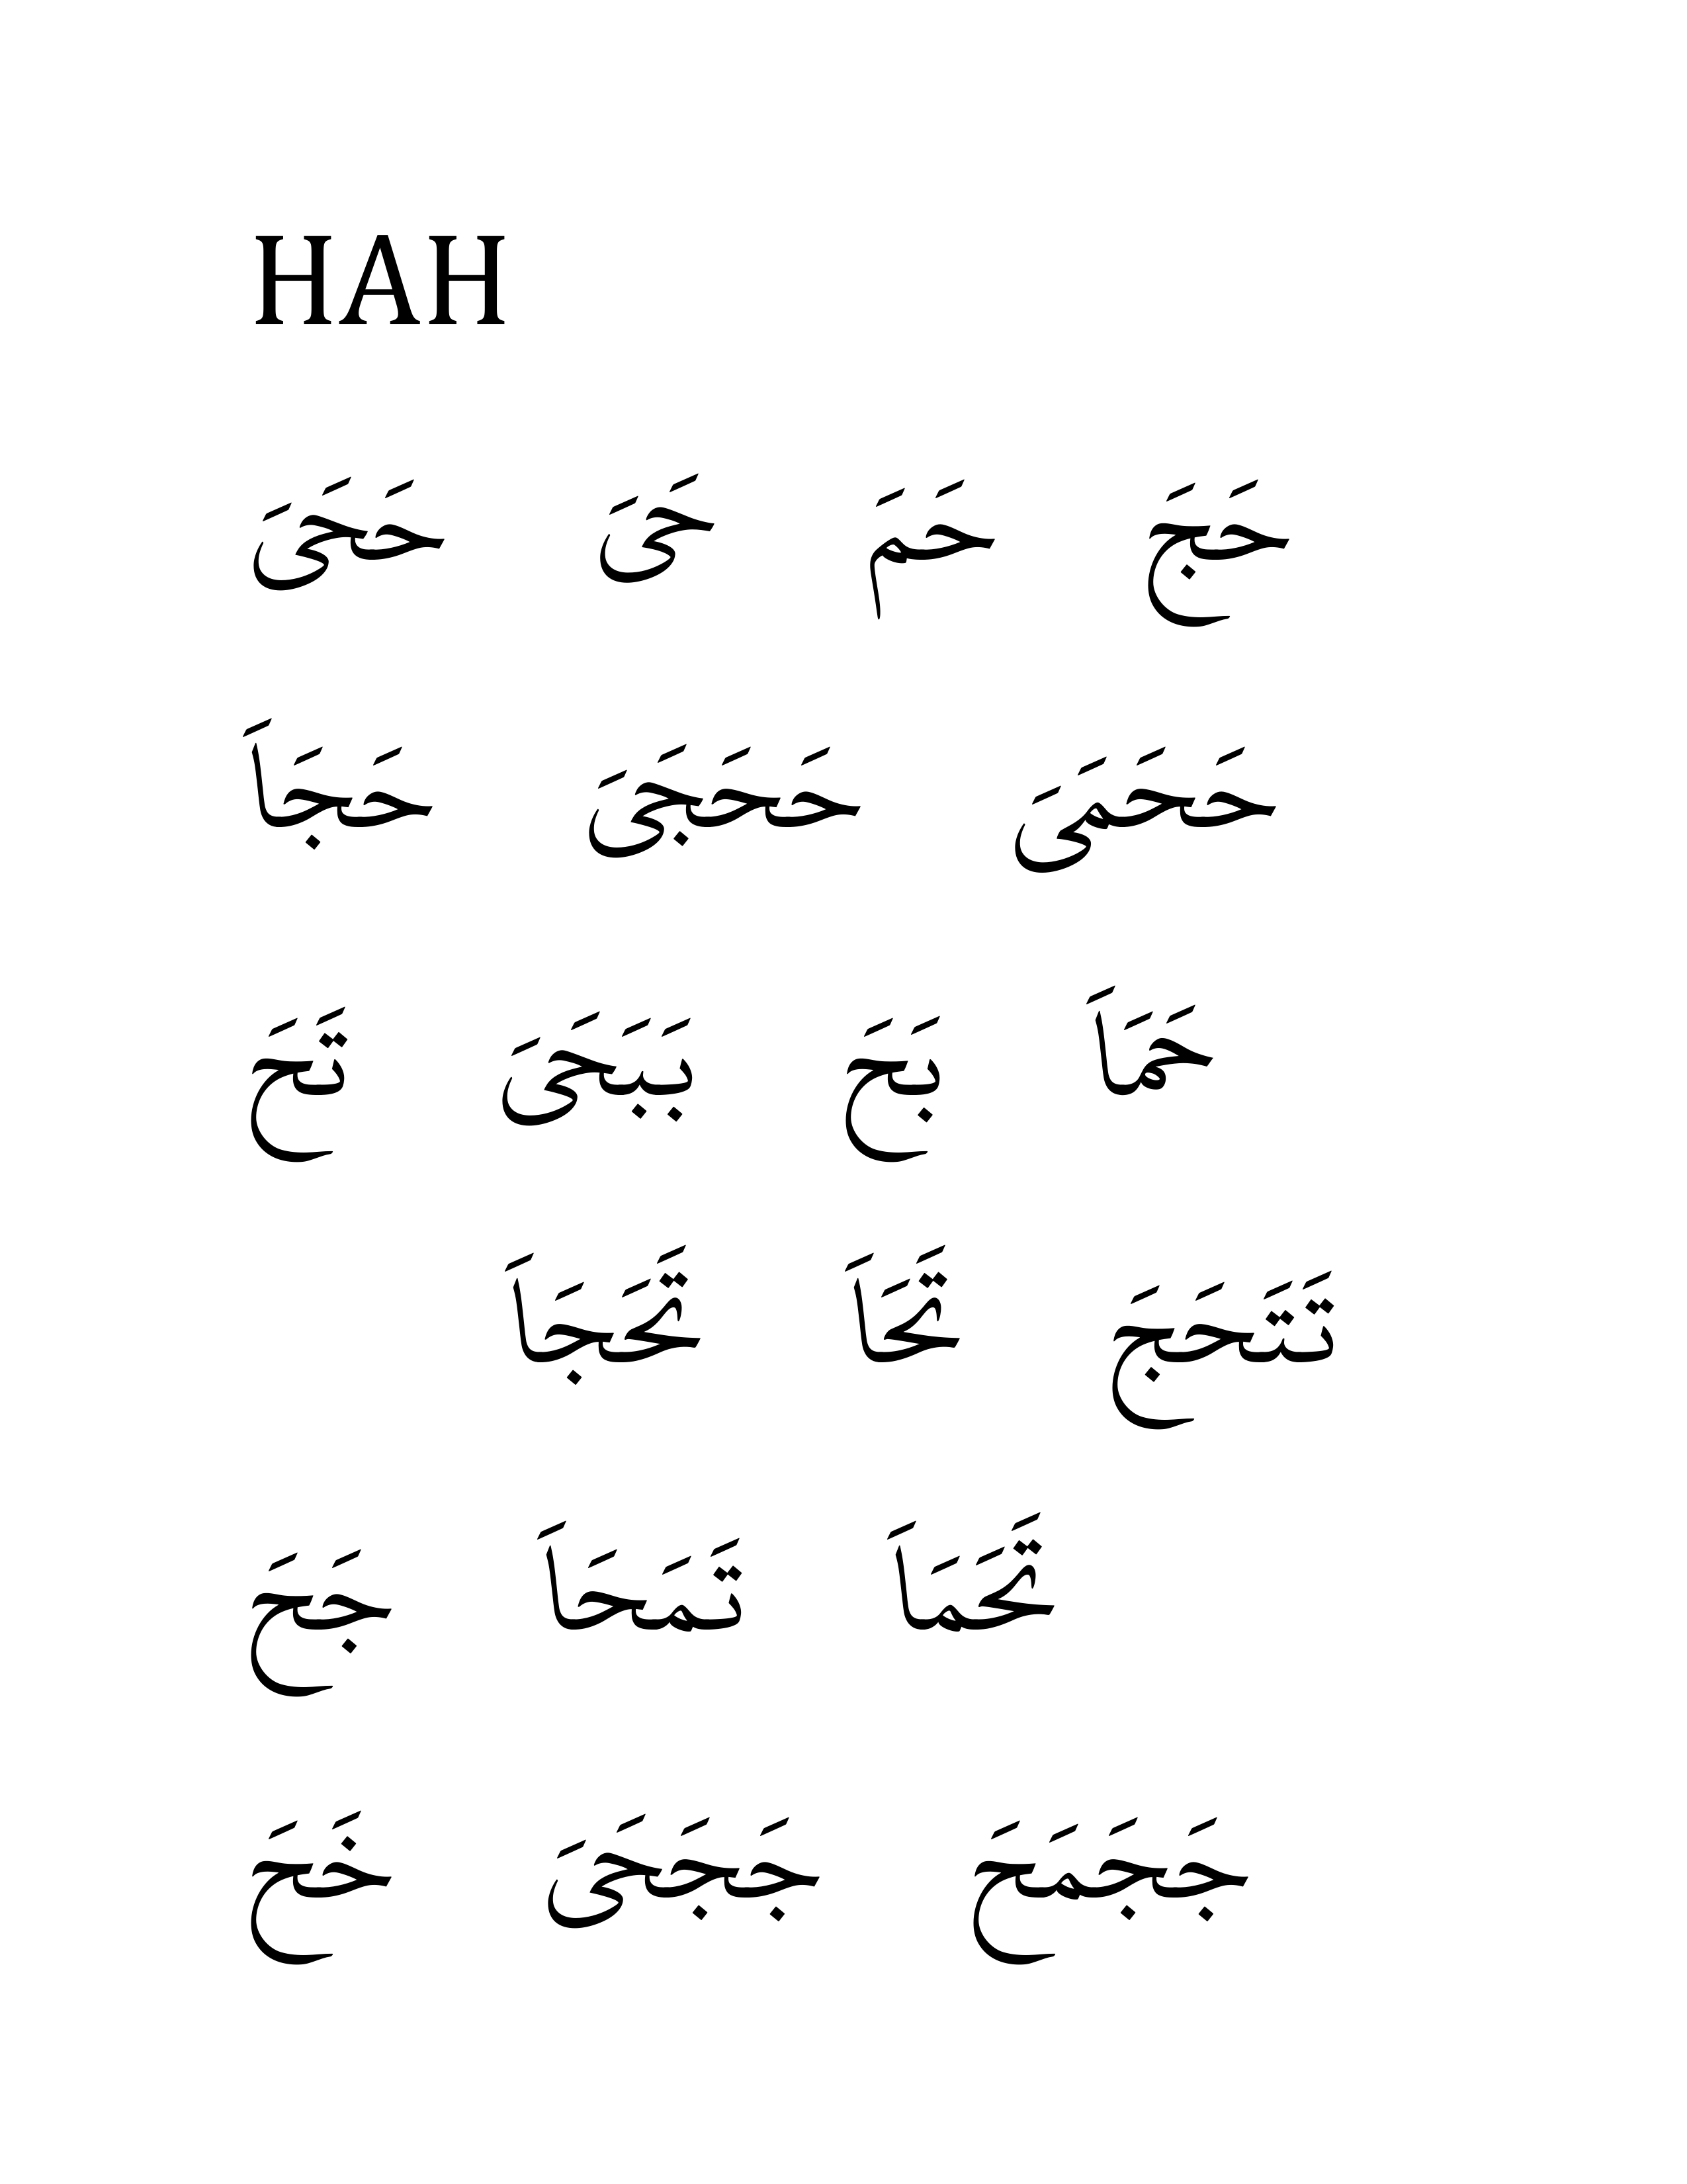 HAH
حَجَ حَمَ حَىَ حَحَىَ
حَحَمَىَ حَحَجَىَ حَجَاَ
حَمَاَ بَحَ بَبَحَىَ تَحَ
تَتَحَجَ تَحَاَ تَحَجَاَ
تَحَمَاَ تَمَحَاَ جَحَ
جَجَمَحَ جَجَحَىَ خَحَ